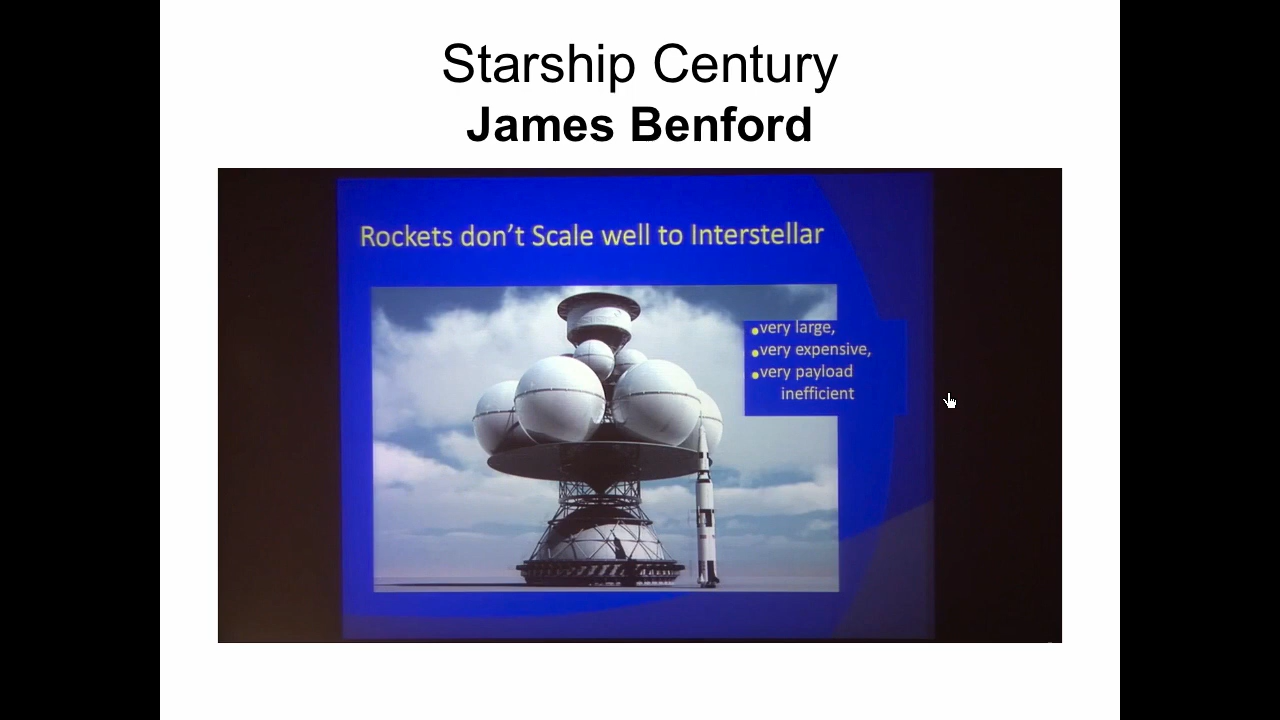 Starship Century
James Benford
Rockets don't Scale well to Interstellar
•very large,
•very expensive,
•very payload
inefficient